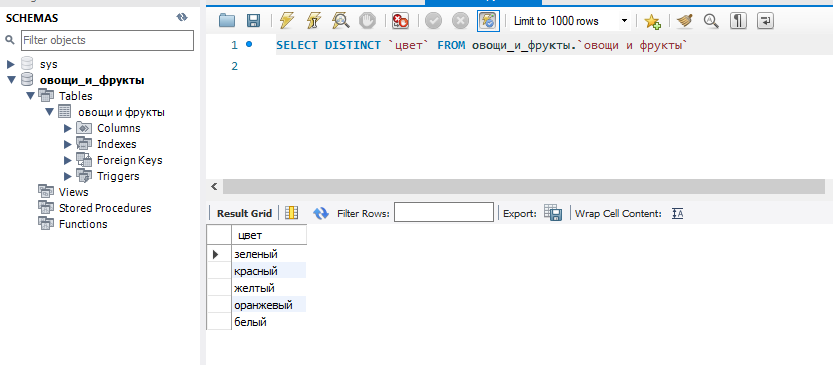 SCHEMAS
Filter objects
sys
овощи_и_фрукты
Tables
овощи и фрукты
Columns
Indexes
Foreign Keys
Triggers
Views
Stored Procedures
Functions
Limit to 1000 rows
1 SELECT DISTINCT `цвет` FROM овощи_и_фрукты.`овощи и фрукты`
2
Result Grid Filter Rows: Export: Wrap Cell Content: IA
цвет
зеленый
красный
желтый
оранжевый
белый